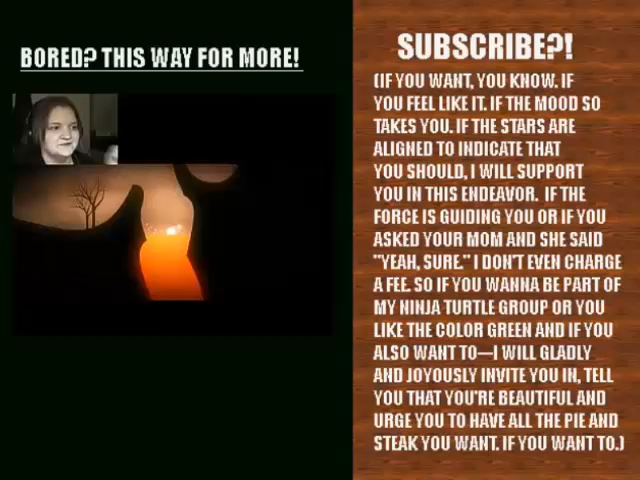 BORED? THIS WAY FOR MORE!
SUBSCRIBE?!
(IF YOU WANT, YOU KNOW. IF
YOU FEEL LIKE IT. IF THE MOOD SO
TAKES YOU. IF THE STARS ARE
ALIGNED TO INDICATE THAT
YOU SHOULD, I WILL SUPPORT
YOU IN THIS ENDEAVOR. IF THE
FORCE IS GUIDING YOU OR IF YOU
ASKED YOUR MOM AND SHE SAID
"YEAH, SURE." I DON'T EVEN CHARGE
A FEE. SO IF YOU WANNA BE PART OF
MY NINJA TURTLE GROUP OR YOU
LIKE THE COLOR GREEN AND IF YOU
ALSO WANT TO—I WILL GLADLY
AND JOYOUSLY INVITE YOU IN, TELL
YOU THAT YOU'RE BEAUTIFUL AND
URGE YOU TO HAVE ALL THE PIE AND
STEAK YOU WANT. IF YOU WANT TO.)